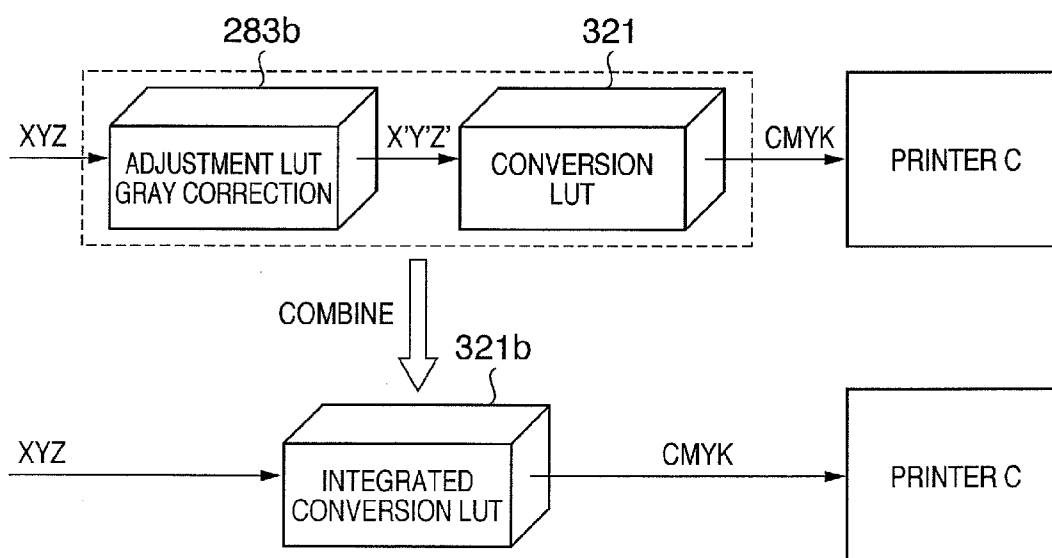 283b
321
XYZ
ADJUSTMENT LUT
GRAY CORRECTION
X'Y'Z'
CONVERSION
LUT
CMYK
PRINTER C
COMBINE
321b
XYZ
INTEGRATED
CONVERSION LUT
CMYK
PRINTER C